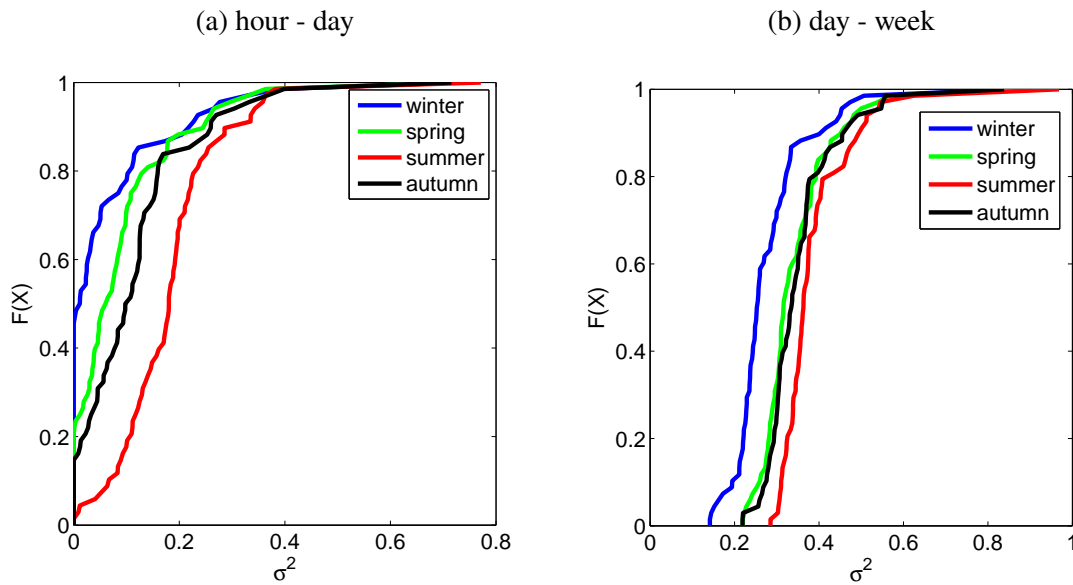 (a) hour - day
F(X)
1
0.8
0.6
0.4
0.2
0
0
0.2
0.4
0.6
0.8
σ²
winter
spring
summer
autumn
(b) day - week
F(X)
1
0.8
0.6
0.4
0.2
0
0
0.2
0.4
0.6
0.8
1
σ²
winter
spring
summer
autumn